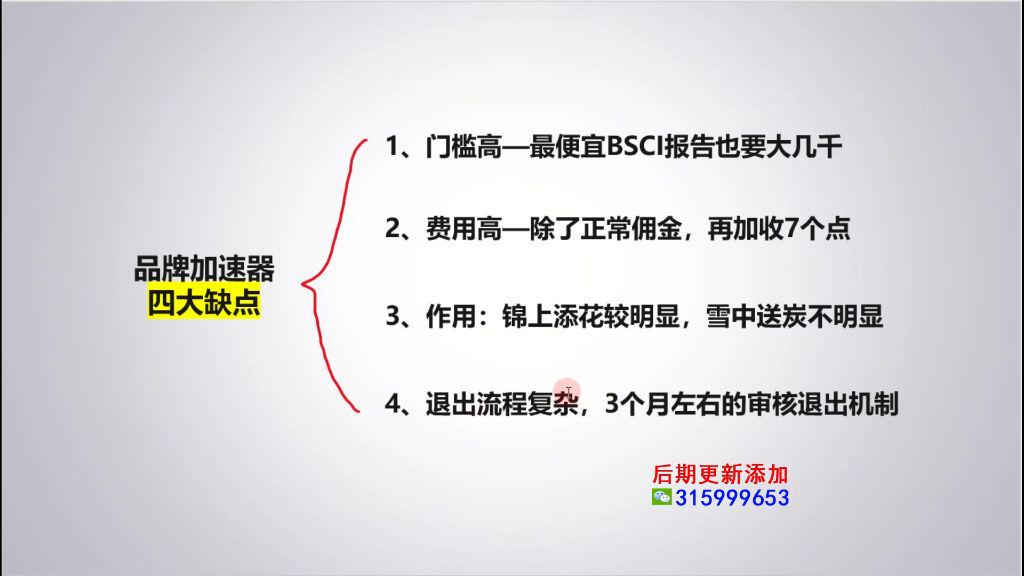 品牌加速器
四大缺点
1、门槛高—最便宜BSCI报告也要大几千
2、费用高—除了正常佣金，再加收7个点
3、作用：锦上添花较明显，雪中送炭不明显
4、退出流程复杂，3个月左右的审核退出机制
后期更新添加
315999653